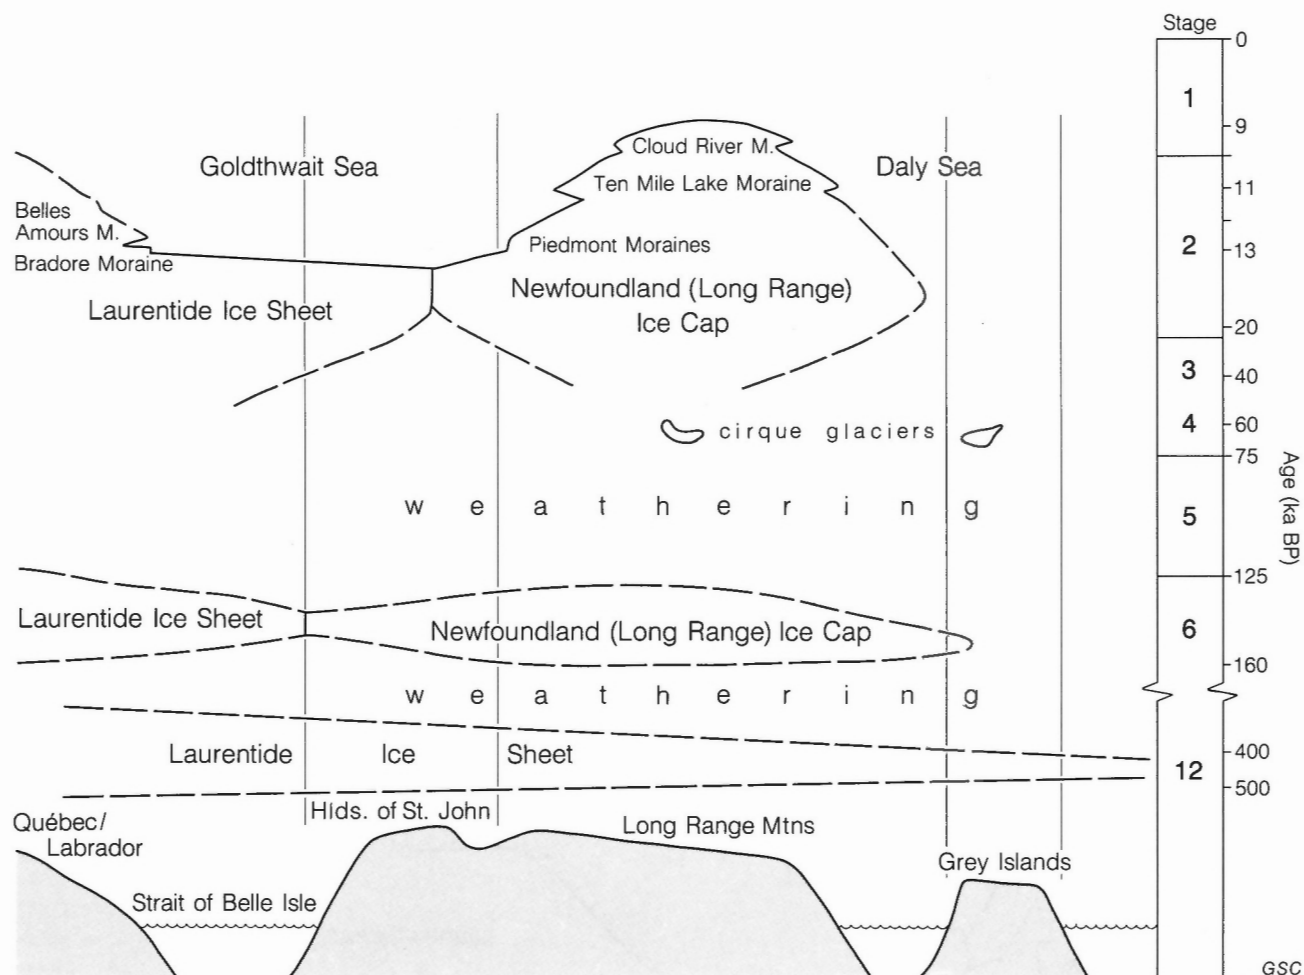 Stage
0
1
9
Cloud River M.
Goldthwait Sea
Daly Sea
Ten Mile Lake Moraine
11
Belles
Amours M.
Bradore Moraine
Piedmont Moraines
2
13
Laurentide Ice Sheet
Newfoundland (Long Range)
Ice Cap
20
3
40
4
60
cirque glaciers
75
Age (ka BP)
weathering
5
125
Laurentide Ice Sheet
Newfoundland (Long Range) Ice Cap
6
160
weathering
Laurentide Ice Sheet
400
12
500
Hlds. of St. John
Québec/
Labrador
Long Range Mtns
Grey Islands
Strait of Belle Isle
GSC